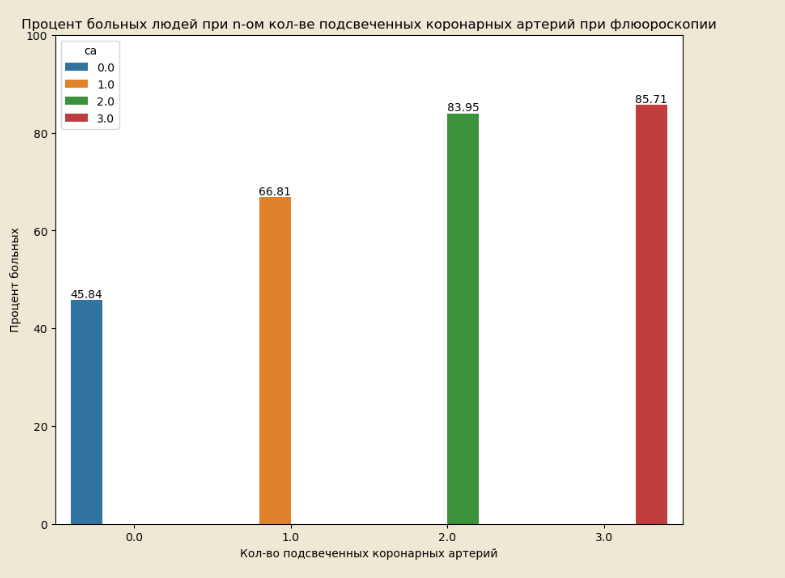 Процент больных людей при n-ом кол-ве подсвеченных коронарных артерий при флюороскопии
100
80
60
40
20
0
Процент больных
ca
0.0
1.0
2.0
3.0
45.84
66.81
83.95
85.71
0.0 1.0 2.0 3.0
Кол-во подсвеченных коронарных артерий